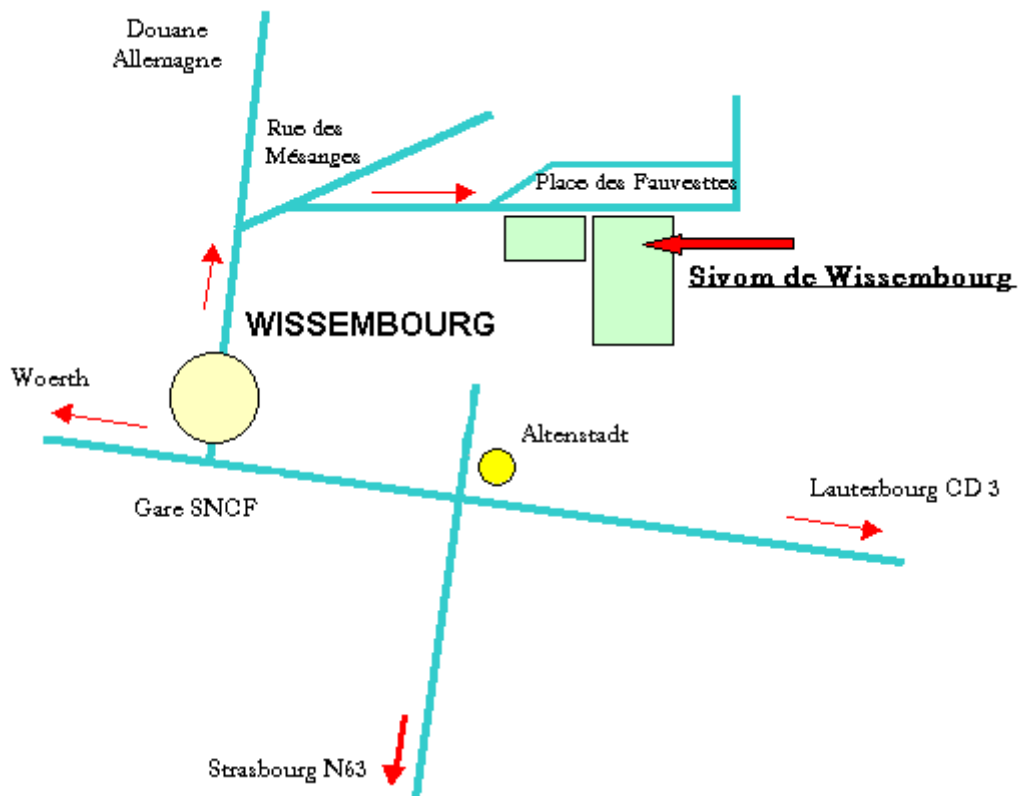 Douane
Allemagne
Rue des
Mésanges
Place des Fauvesttes
Sivom de Wissembourg
WISSEMBOURG
Woerth
Altenstadt
Gare SNCF
Lauterbourg CD 3
Strasbourg N63